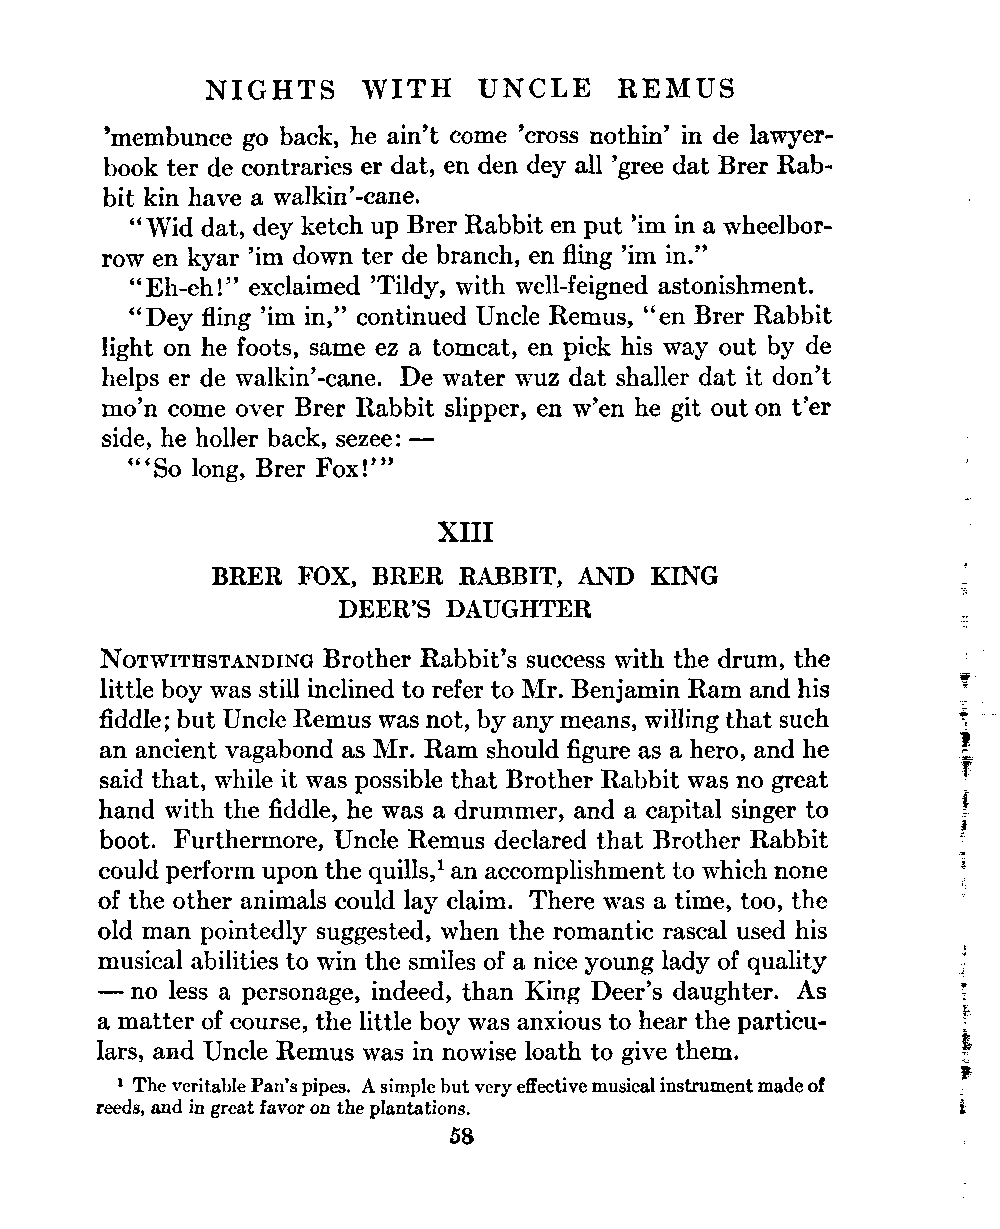 NIGHTS WITH UNCLE REMUS
’membunce go back, he ain’t come ’cross nothin’ in de lawyer-
book ter de contraries er dat, en den dey all ’gree dat Brer Rab-
bit kin have a walkin’-cane.
“Wid dat, dey ketch up Brer Rabbit en put ’im in a wheelbor-
row en kyar ’im down ter de branch, en fling ’im in.”
“Eh-eh!” exclaimed ’Tildy, with well-feigned astonishment.
“Dey fling ’im in,” continued Uncle Remus, “en Brer Rabbit
light on he foots, same ez a tomcat, en pick his way out by de
helps er de walkin’-cane. De water wuz dat shaller dat it don’t
mo’n come over Brer Rabbit slipper, en w’en he git out on t’er
side, he holler back, sezee: —
“‘So long, Brer Fox!’”
XIII
BRER FOX, BRER RABBIT, AND KING
DEER’S DAUGHTER
NOTWITHSTANDING Brother Rabbit’s success with the drum, the
little boy was still inclined to refer to Mr. Benjamin Ram and his
fiddle; but Uncle Remus was not, by any means, willing that such
an ancient vagabond as Mr. Ram should figure as a hero, and he
said that, while it was possible that Brother Rabbit was no great
hand with the fiddle, he was a drummer, and a capital singer to
boot. Furthermore, Uncle Remus declared that Brother Rabbit
could perform upon the quills,¹ an accomplishment to which none
of the other animals could lay claim. There was a time, too, the
old man pointedly suggested, when the romantic rascal used his
musical abilities to win the smiles of a nice young lady of quality
— no less a personage, indeed, than King Deer’s daughter. As
a matter of course, the little boy was anxious to hear the particu-
lars, and Uncle Remus was in nowise loath to give them.
¹ The veritable Pan’s pipes. A simple but very effective musical instrument made of
reeds, and in great favor on the plantations.
58